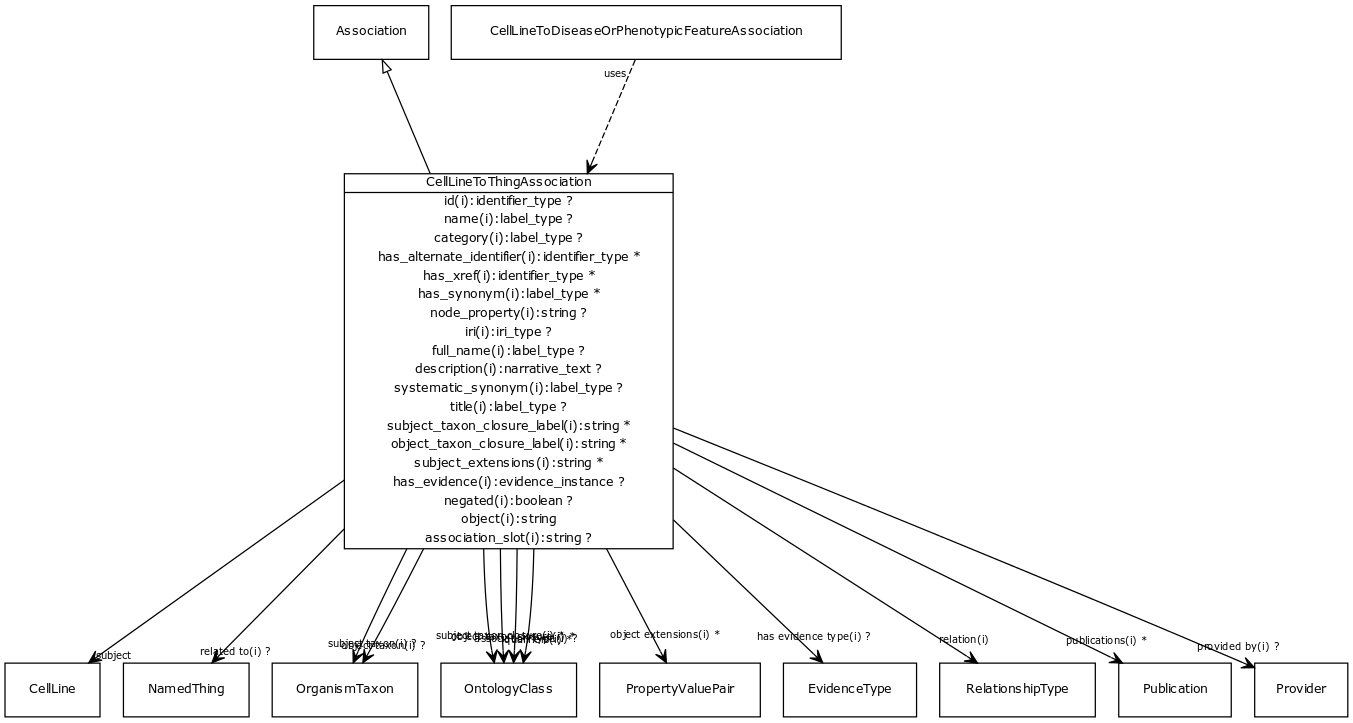 Association
CellLineToDiseaseOrPhenotypicFeatureAssociation
uses
CellLineToThingAssociation
id(i):identifier_type ?
name(i):label_type ?
category(i):label_type ?
has_alternate_identifier(i):identifier_type *
has_xref(i):identifier_type *
has_synonym(i):label_type *
node_property(i):string ?
iri(i):iri_type ?
full_name(i):label_type ?
description(i):narrative_text ?
systematic_synonym(i):label_type ?
title(i):label_type ?
subject_taxon_closure_label(i):string *
object_taxon_closure_label(i):string *
subject_extensions(i):string *
has_evidence(i):evidence_instance ?
negated(i):boolean ?
object(i):string
association_slot(i):string ?
subject
related to(i) ?
subject taxon(i) ?
object taxon(i) ?
object extensions(i) *
has evidence type(i) ?
relation(i)
publications(i) *
provided by(i) ?
CellLine
NamedThing
OrganismTaxon
OntologyClass
PropertyValuePair
EvidenceType
RelationshipType
Publication
Provider